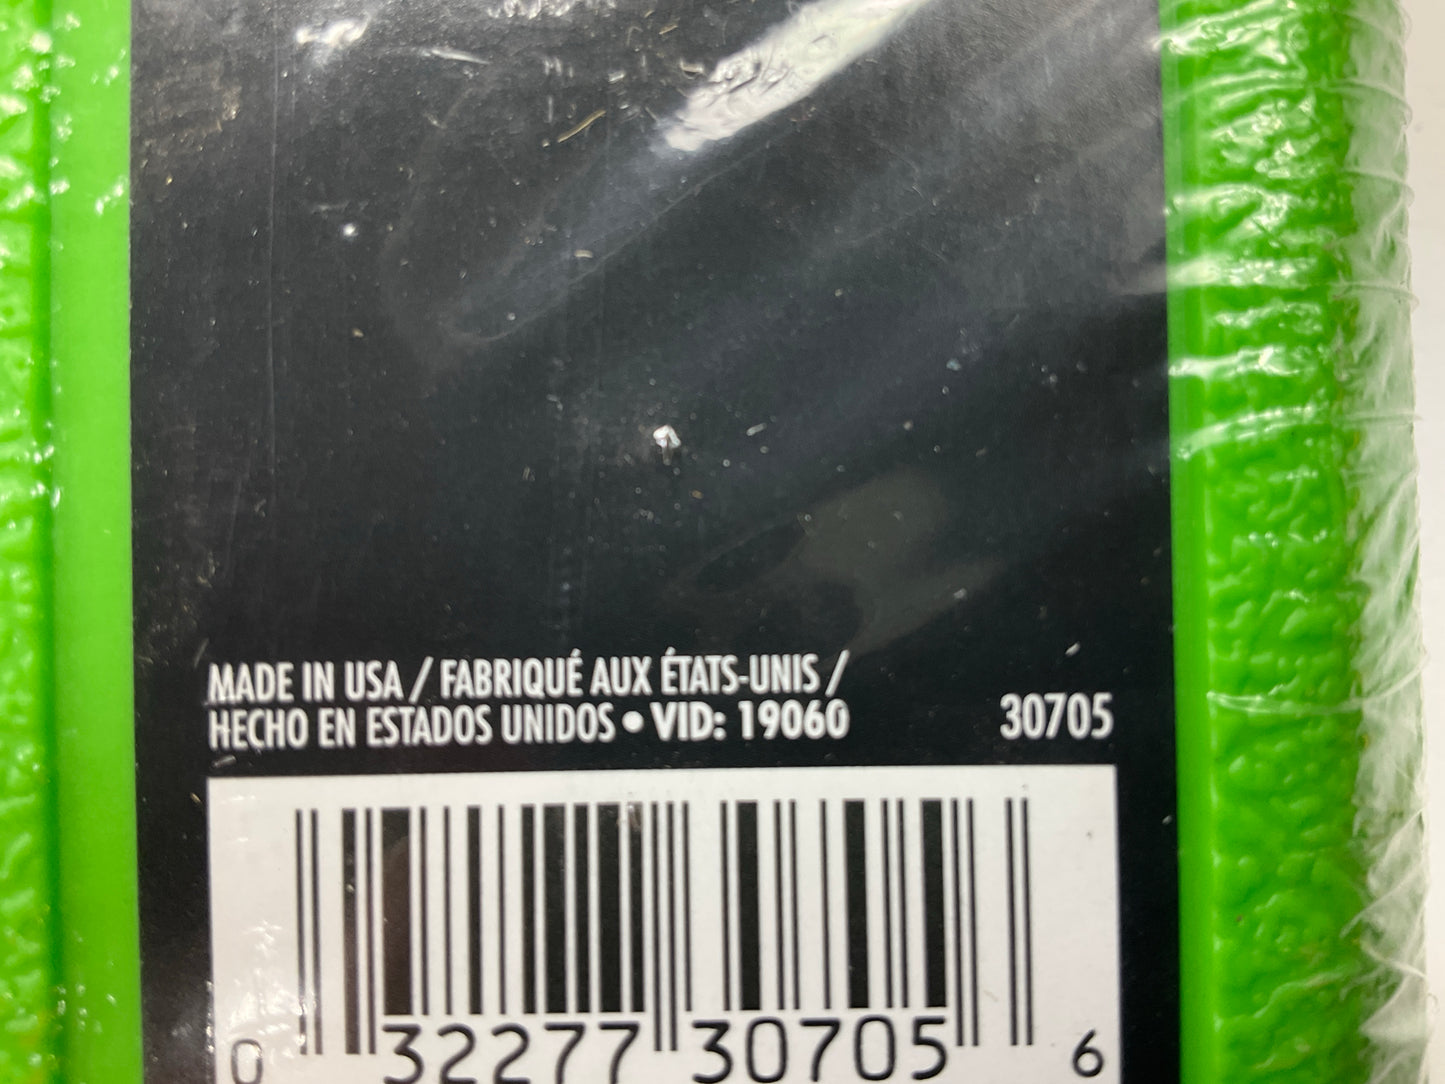 MADE IN USA / FABRIQUÉ AUX ÉTATS-UNIS /
HECHO EN ESTADOS UNIDOS • VID: 19060 30705
0 32277 30705 6